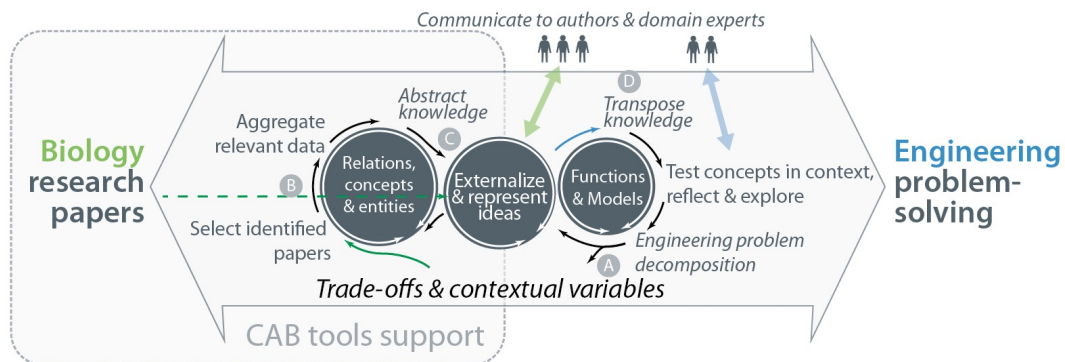 Communicate to authors & domain experts
D
Abstract
knowledge
C
Transpose
knowledge
Aggregate
relevant data
Biology
research
papers
B
Relations,
concepts
& entities
Externalize
& represent
ideas
Functions
& Models
Test concepts in context,
reflect & explore
Engineering
problem-
solving
Select identified
papers
A
Engineering problem
decomposition
Trade-offs & contextual variables
CAB tools support